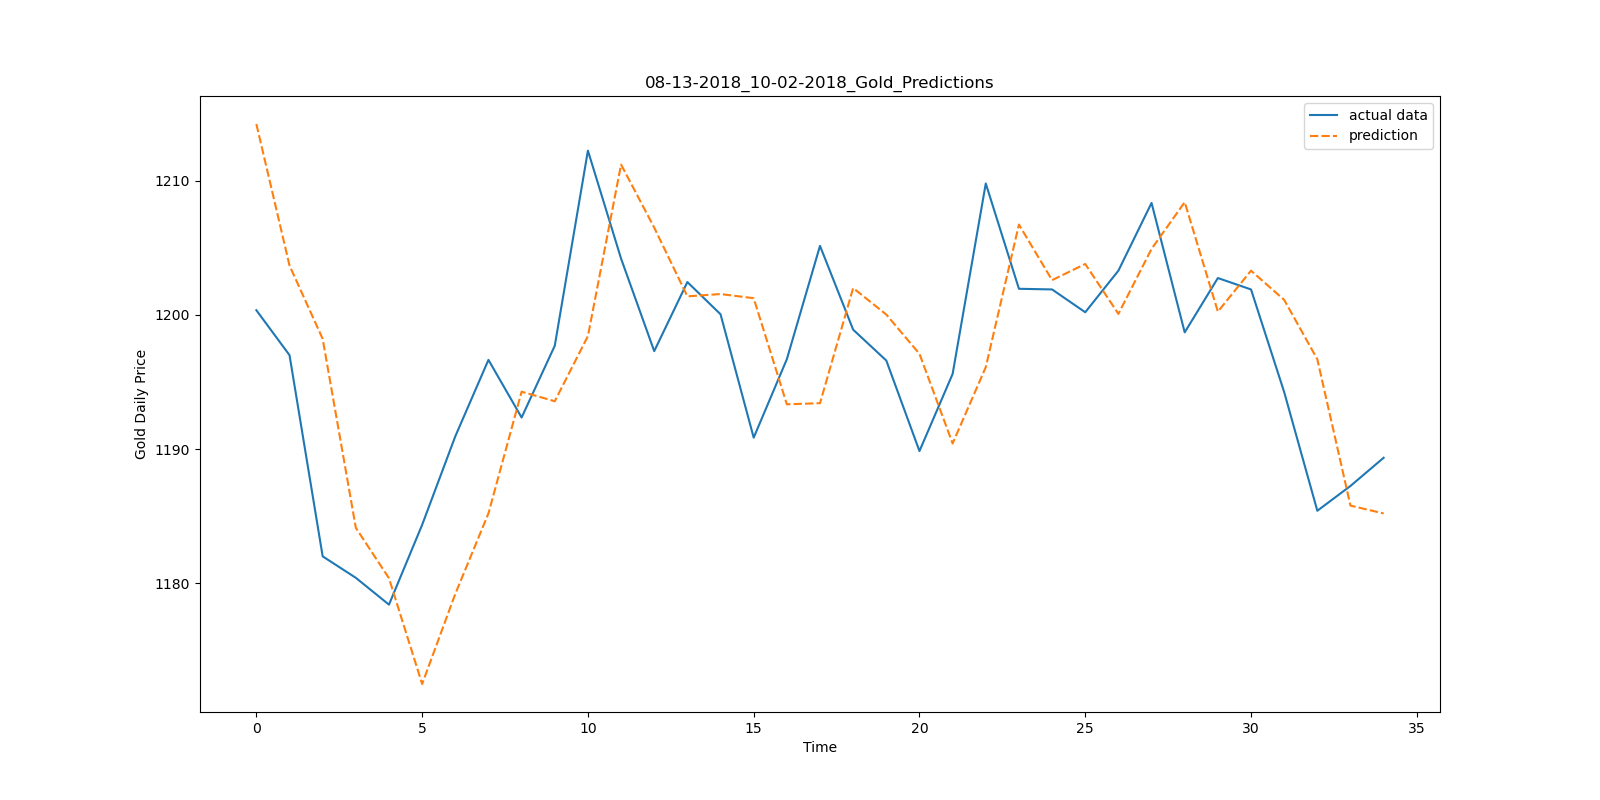 08-13-2018_10-02-2018_Gold_Predictions
actual data
prediction
Gold Daily Price
1210
1200
1190
1180
0 5 10 15 20 25 30 35
Time